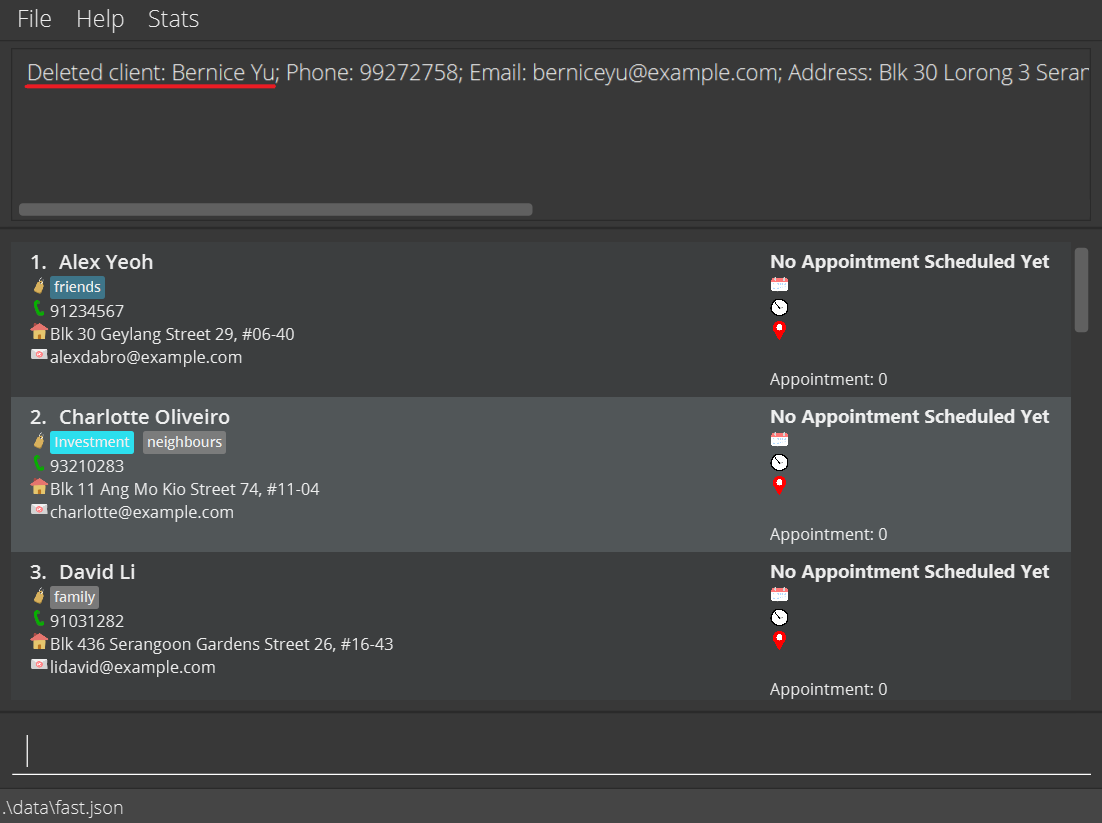 File Help Stats
Deleted client: Bernice Yu; Phone: 99272758; Email: berniceyu@example.com; Address: Blk 30 Lorong 3
1. Alex Yeoh
friends
91234567
Blk 30 Geylang Street 29, #06-40
alexdabro@example.com
No Appointment Scheduled Yet
Appointment: 0
2. Charlotte Oliveiro
Investment neighbours
93210283
Blk 11 Ang Mo Kio Street 74, #11-04
charlotte@example.com
No Appointment Scheduled Yet
Appointment: 0
3. David Li
family
91031282
Blk 436 Serangoon Gardens Street 26, #16-43
lidavid@example.com
No Appointment Scheduled Yet
Appointment: 0
.\data\fast.json